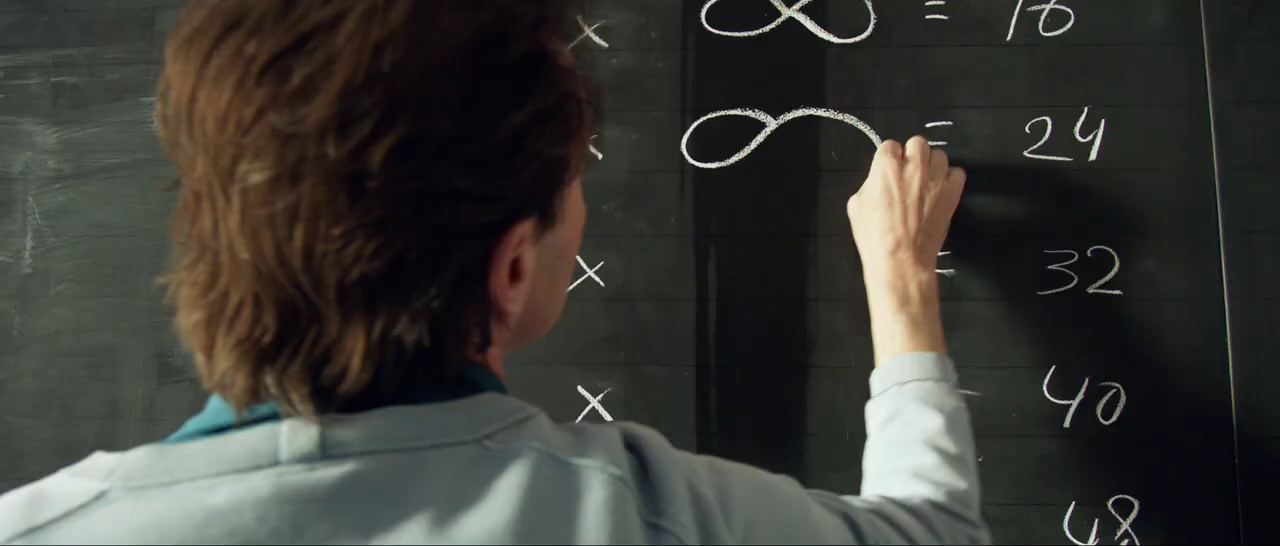 × ∞ = 16
× ∞ = 24
× = 32
× = 40
48